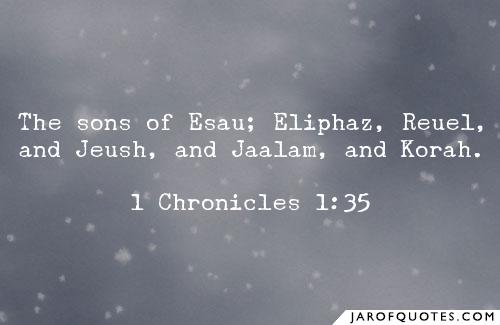 The sons of Esau; Eliphaz, Reuel,
and Jeush, and Jaalam, and Korah.
1 Chronicles 1:35
JAROFQUOTES.COM